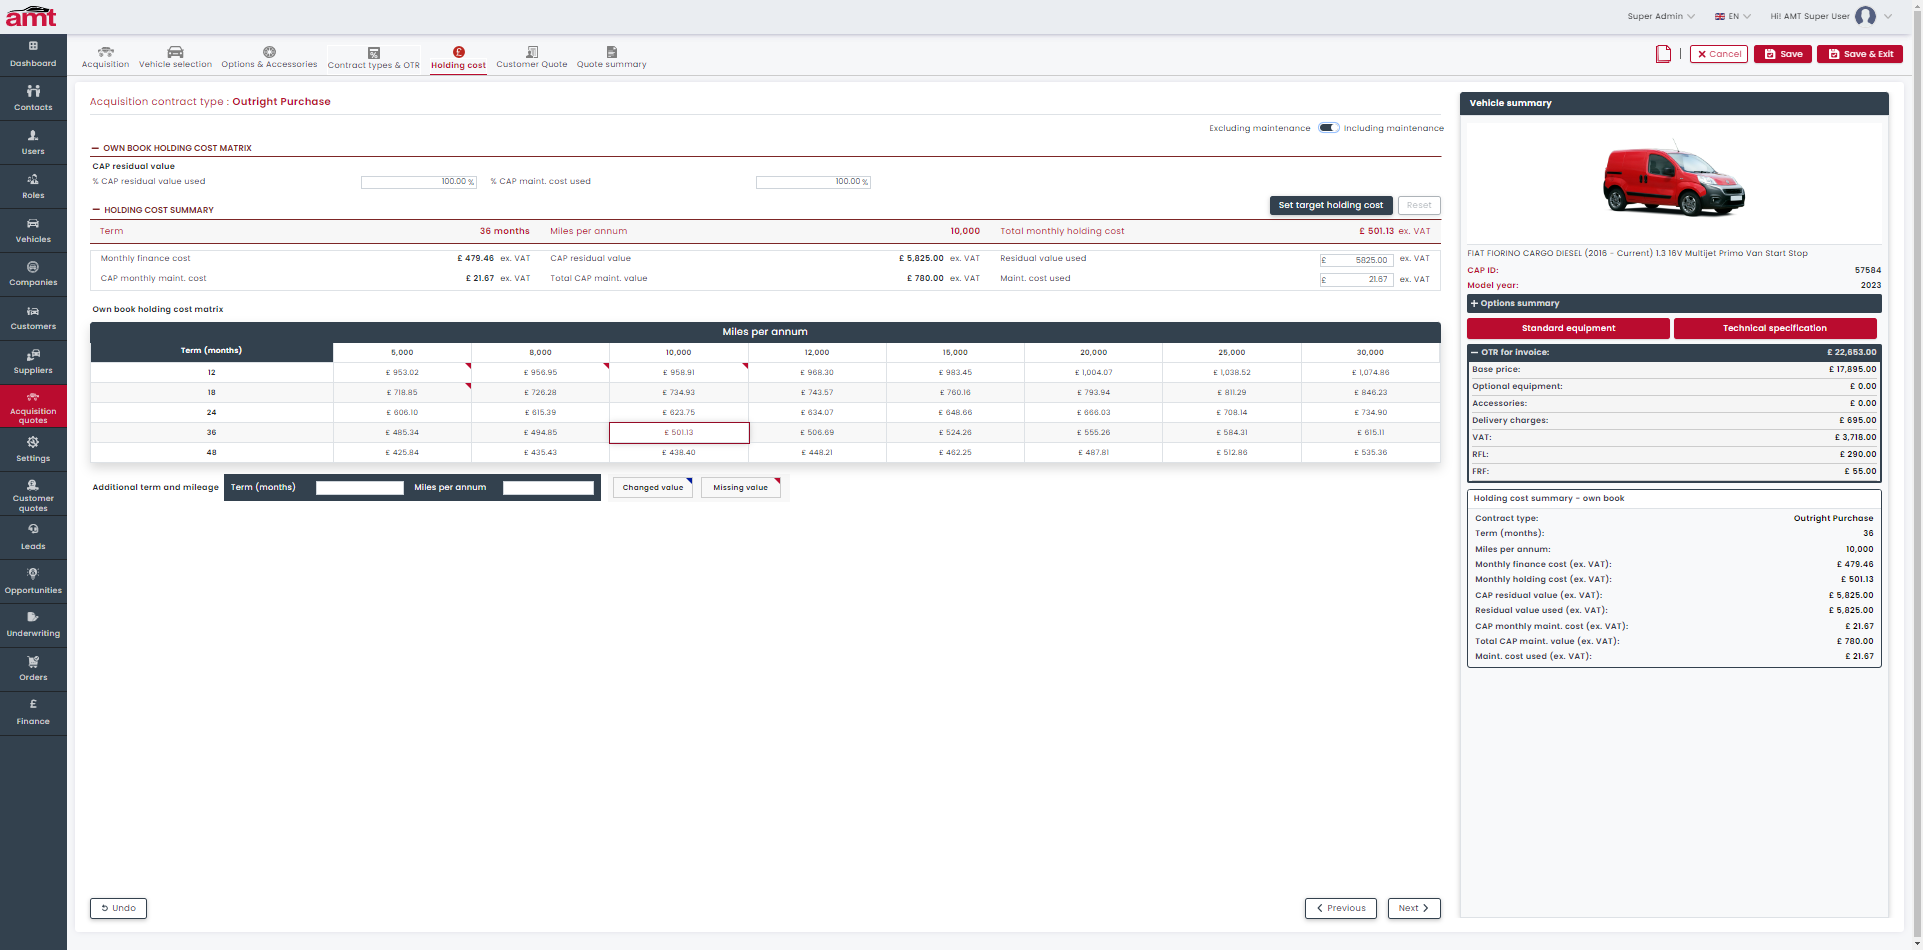 amt
Super Admin
EN
Hi! AMT Super User
Dashboard
Contacts
Users
Roles
Vehicles
Companies
Customers
Suppliers
Acquisition
quotes
Settings
Customer
quotes
Leads
Opportunities
Underwriting
Orders
Finance
Acquisition Vehicle selection Options & Accessories Contract types & OTR Holding cost Customer Quote Quote summary
Cancel Save Save & Exit
Acquisition contract type : Outright Purchase
Excluding maintenance Including maintenance
OWN BOOK HOLDING COST MATRIX
CAP residual value
% CAP residual value used 100.00 % % CAP maint. cost used 100.00 %
HOLDING COST SUMMARY Set target holding cost Reset
Term 36 months Miles per annum 10,000 Total monthly holding cost £ 501.13 ex. VAT
Monthly finance cost £ 479.46 ex. VAT CAP residual value £ 5,825.00 ex. VAT Residual value used £ 5825.00 ex. VAT
CAP monthly maint. cost £ 21.67 ex. VAT Total CAP maint. value £ 780.00 ex. VAT Maint. cost used £ 21.67 ex. VAT
Own book holding cost matrix
Miles per annum
Term (months) 5,000 8,000 10,000 12,000 15,000 20,000 25,000 30,000
12 £ 953.02 £ 956.95 £ 958.91 £ 968.30 £ 983.45 £ 1,004.07 £ 1,038.52 £ 1,074.86
18 £ 718.85 £ 726.28 £ 734.93 £ 743.57 £ 760.16 £ 793.94 £ 811.29 £ 846.23
24 £ 606.10 £ 615.39 £ 623.75 £ 634.07 £ 648.66 £ 666.03 £ 708.14 £ 734.90
36 £ 485.34 £ 494.85 £ 501.13 £ 506.69 £ 524.26 £ 555.26 £ 584.31 £ 615.11
48 £ 425.84 £ 435.43 £ 438.40 £ 448.21 £ 462.25 £ 487.81 £ 512.86 £ 535.36
Additional term and mileage Term (months) Miles per annum Changed value Missing value
Undo Previous Next
Vehicle summary
FIAT FIORINO CARGO DIESEL (2016 - Current) 1.3 16V Multijet Primo Van Start Stop
CAP ID: 57584
Model year: 2023
Options summary
Standard equipment Technical specification
OTR for invoice: £ 22,653.00
Base price: £ 17,895.00
Optional equipment: £ 0.00
Accessories: £ 0.00
Delivery charges: £ 695.00
VAT: £ 3,718.00
RFL: £ 290.00
FRF: £ 55.00
Holding cost summary - own book
Contract type: Outright Purchase
Term (months): 36
Miles per annum: 10,000
Monthly finance cost (ex. VAT): £ 479.46
Monthly holding cost (ex. VAT): £ 501.13
CAP residual value (ex. VAT): £ 5,825.00
Residual value used (ex. VAT): £ 5,825.00
CAP monthly maint. cost (ex. VAT): £ 21.67
Total CAP maint. value (ex. VAT): £ 780.00
Maint. cost used (ex. VAT): £ 21.67